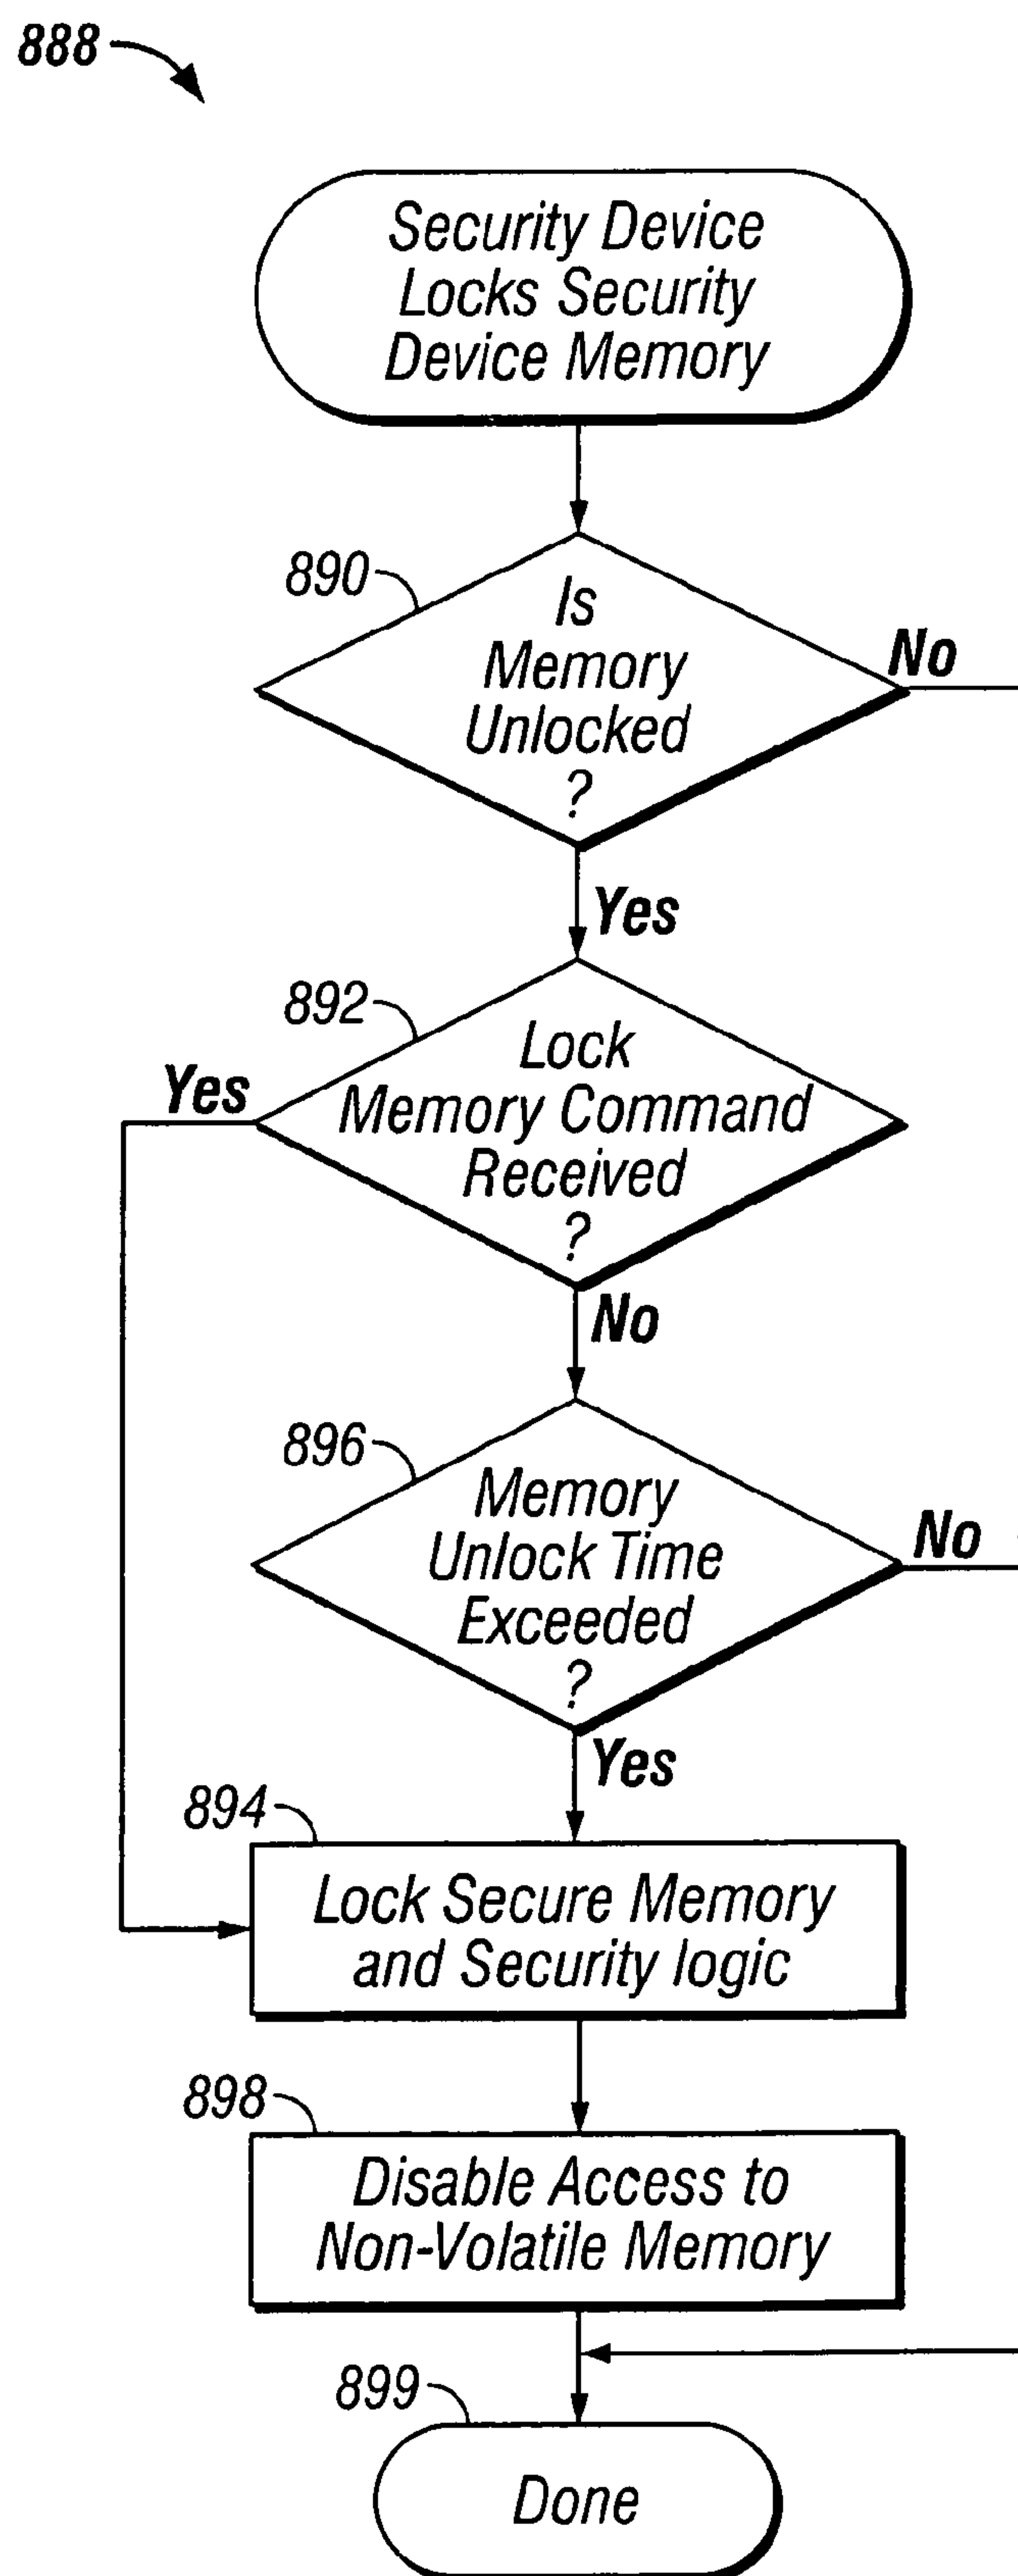 888
Security Device
Locks Security
Device Memory
890
Is
Memory
Unlocked
?
No
Yes
892
Lock
Memory Command
Received
?
Yes
No
896
Memory
Unlock Time
Exceeded
?
No
Yes
894
Lock Secure Memory
and Security logic
898
Disable Access to
Non-Volatile Memory
899
Done